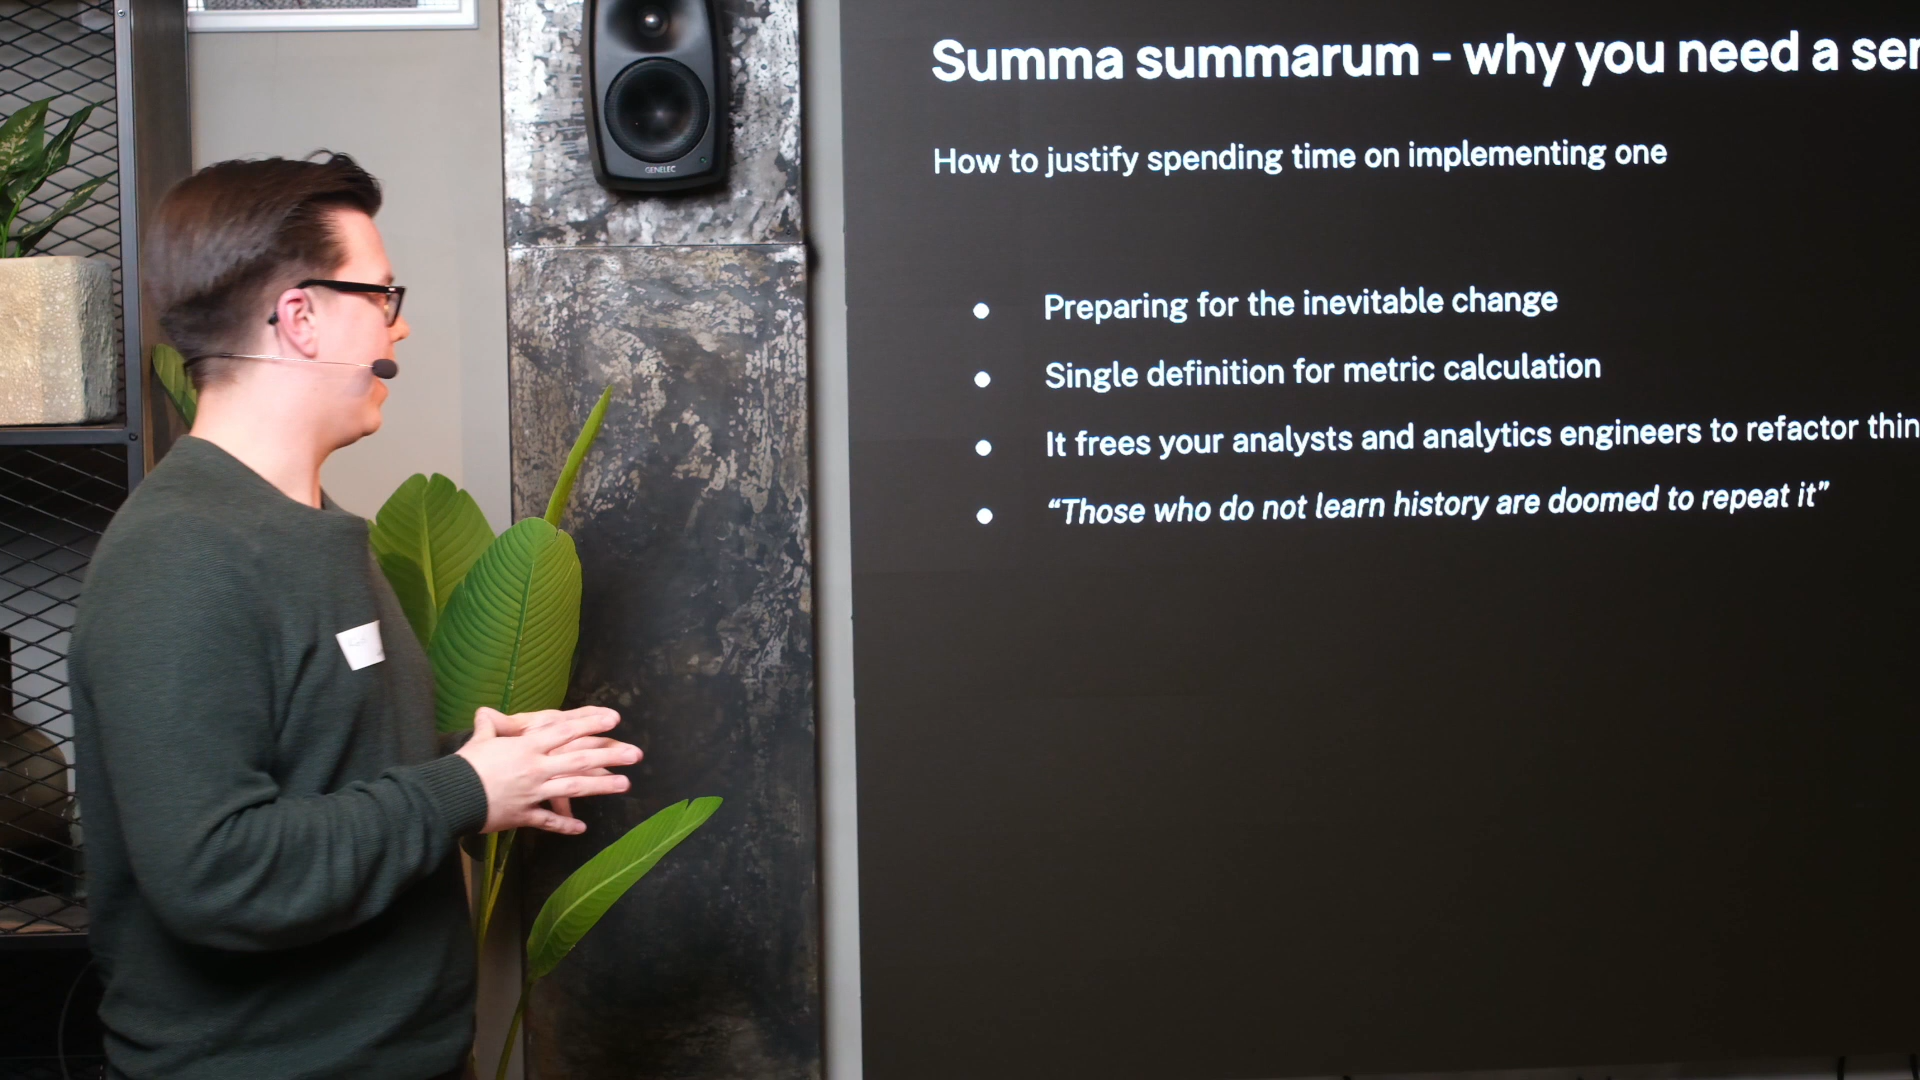 Summa summarum - why you need a ser
How to justify spending time on implementing one
Preparing for the inevitable change
Single definition for metric calculation
It frees your analysts and analytics engineers to refactor thin
“Those who do not learn history are doomed to repeat it”
GENELEC